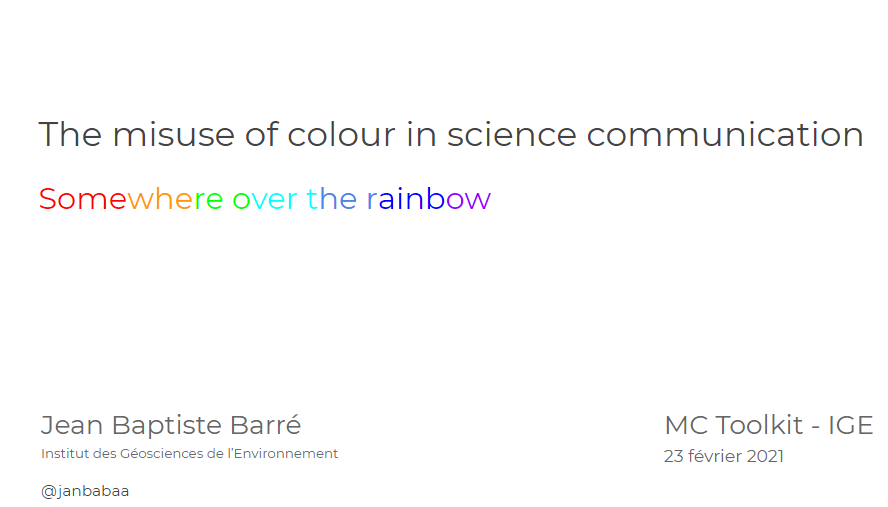 The misuse of colour in science communication
Somewhere over the rainbow
Jean Baptiste Barré
Institut des Géosciences de l'Environnement
@janbabaa
MC Toolkit - IGE
23 février 2021